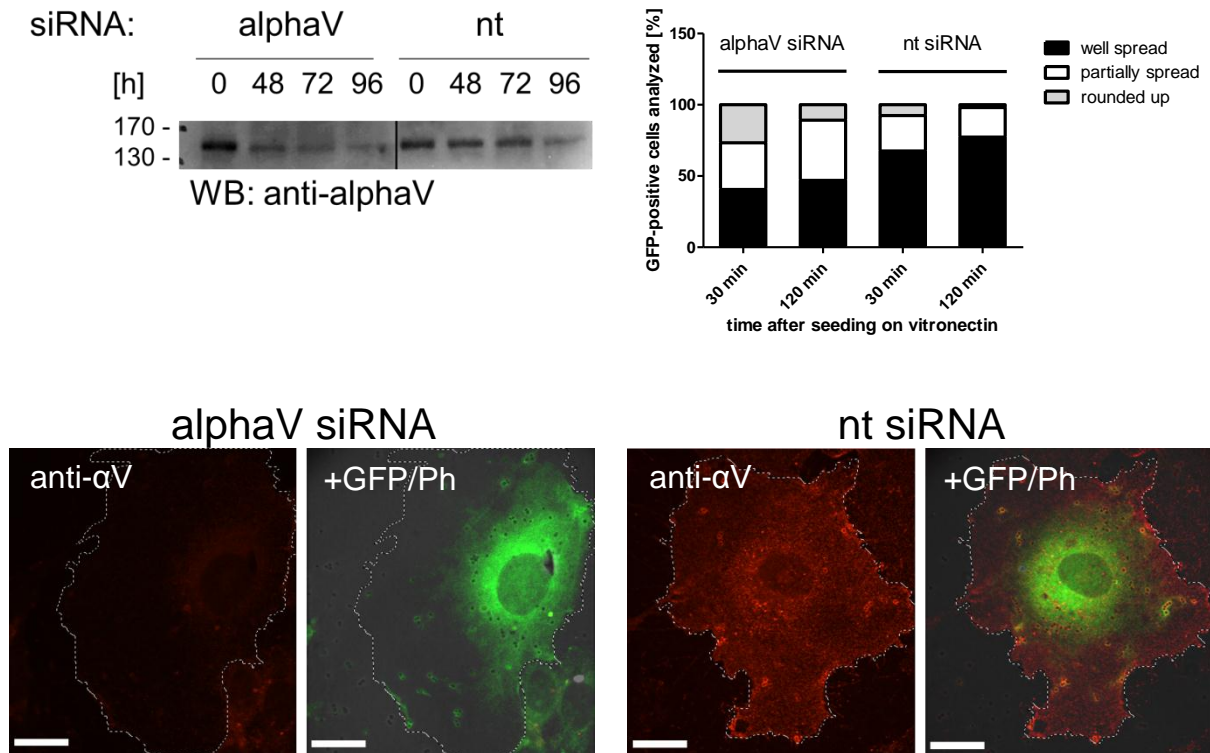 siRNA: alphaV nt
[h] 0 48 72 96 0 48 72 96
170 -
130 -
WB: anti-alphaV
GFP-positive cells analyzed [%]
150
100
50
0
alphaV siRNA nt siRNA
well spread
partially spread
rounded up
30 min 120 min 30 min 120 min
time after seeding on vitronectin
alphaV siRNA
anti-αV +GFP/Ph
nt siRNA
anti-αV +GFP/Ph